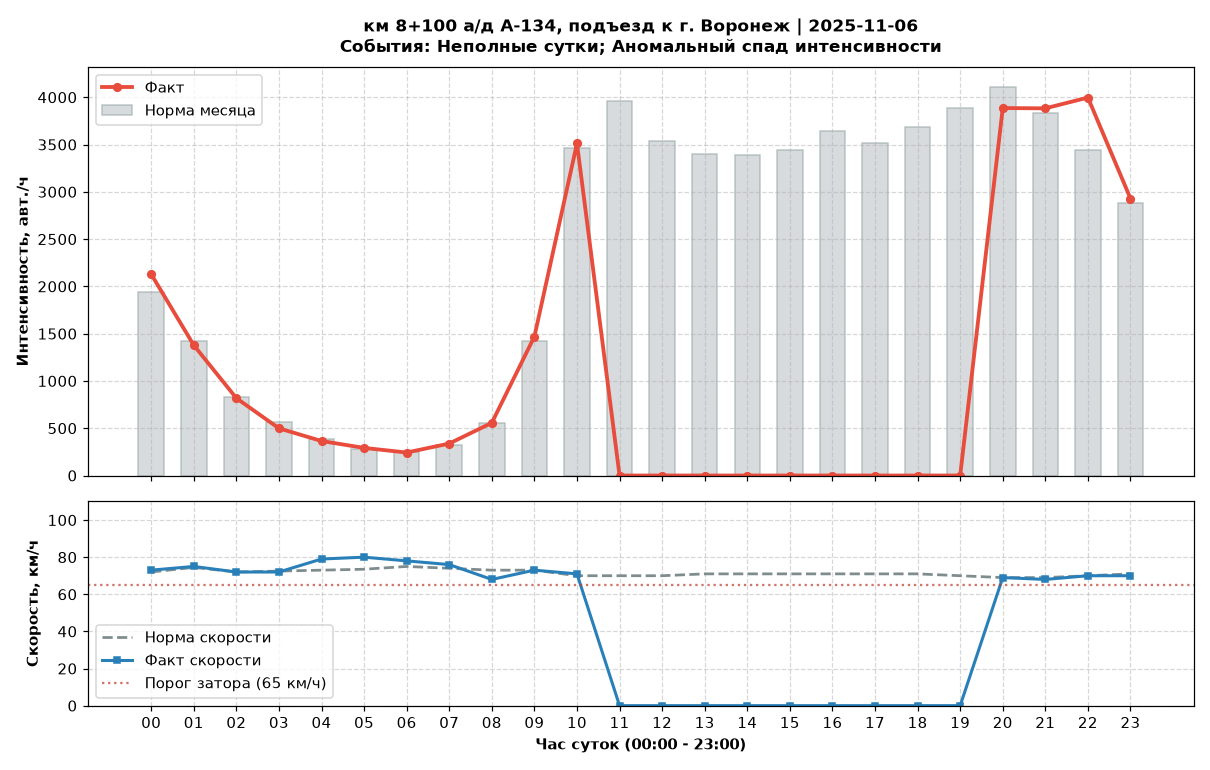 км 8+100 а/д А-134, подъезд к г. Воронеж | 2025-11-06
События: Неполные сутки; Аномальный спад интенсивности
Факт
Норма месяца
Интенсивность, авт./ч
4000
3500
3000
2500
2000
1500
1000
500
0
Скорость, км/ч
100
80
60
40
20
0
Норма скорости
Факт скорости
Порог затора (65 км/ч)
00 01 02 03 04 05 06 07 08 09 10 11 12 13 14 15 16 17 18 19 20 21 22 23
Час суток (00:00 - 23:00)